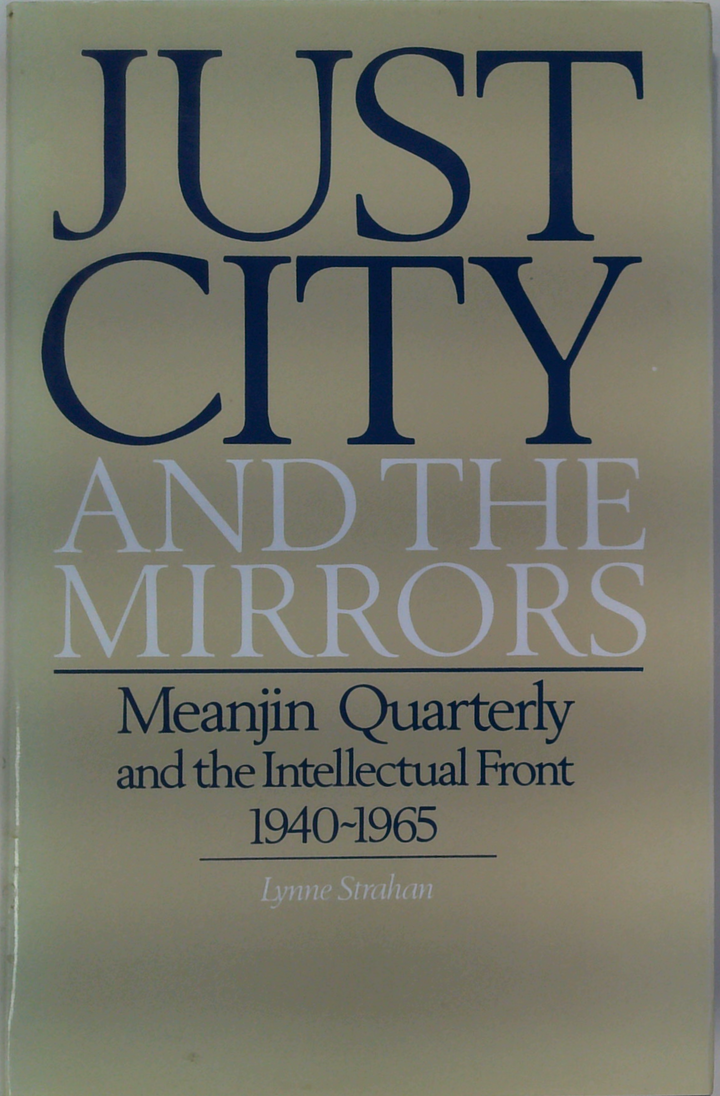 JUST
CITY
AND THE
MIRRORS
Meanjin Quarterly
and the Intellectual Front
1940~1965
Lynne Strahan